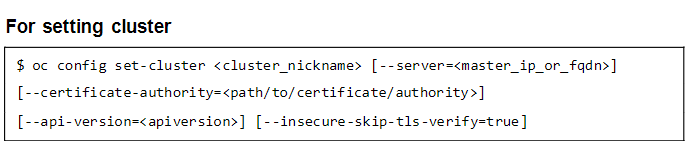 For setting cluster
$ oc config set-cluster <cluster_nickname> [--server=<master_ip_or_fqdn>]
[--certificate-authority=<path/to/certificate/authority>]
[--api-version=<apiversion>] [--insecure-skip-tls-verify=true]